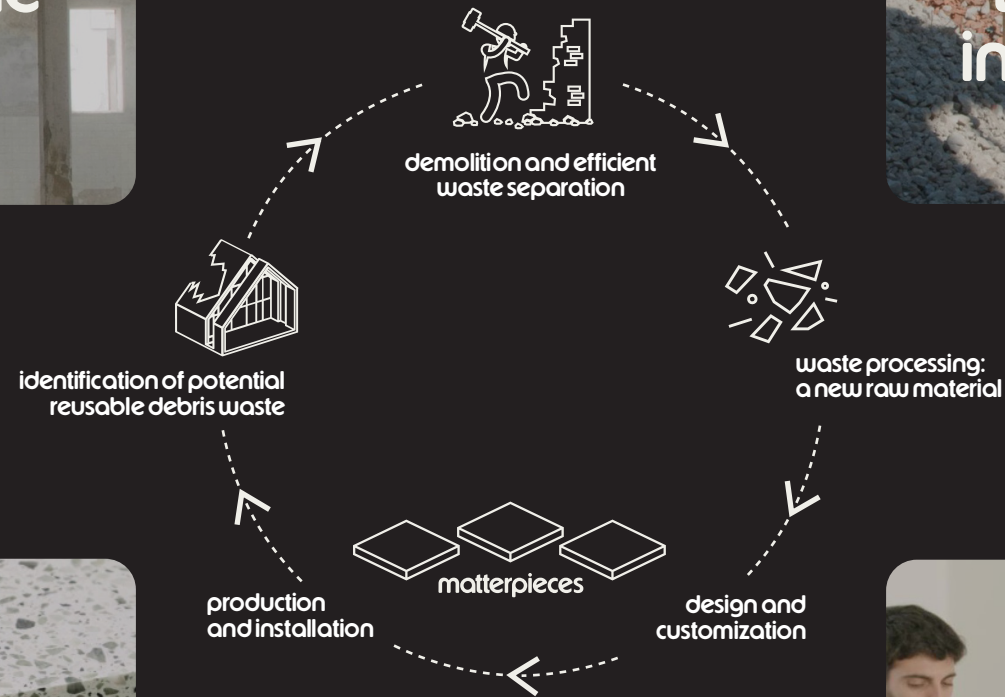 demolition and efficient
waste separation
waste processing:
a new raw material
identification of potential
reusable debris waste
matterpieces
production
and installation
design and
customization